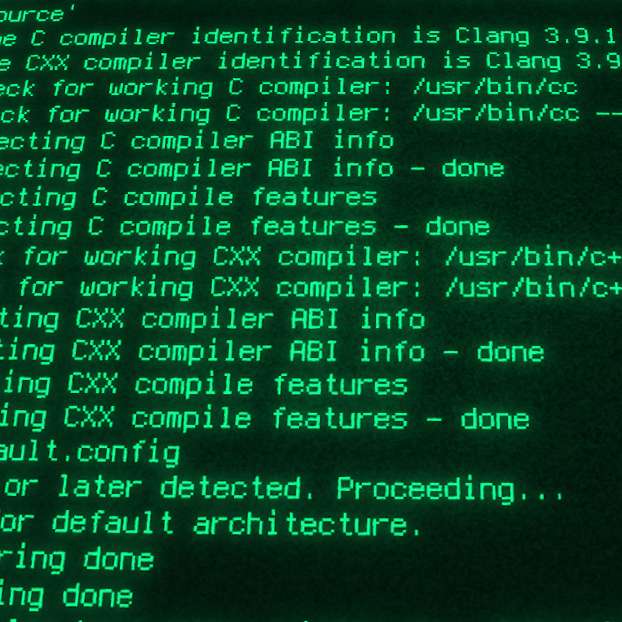 ource'
e C compiler identification is Clang 3.9.1
e CXX compiler identification is Clang 3.9
eck for working C compiler: /usr/bin/cc
ck for working C compiler: /usr/bin/cc --
ecting C compiler ABI info
ecting C compiler ABI info - done
cting C compile features
cting C compile features - done
for working CXX compiler: /usr/bin/c+
for working CXX compiler: /usr/bin/c+
ting CXX compiler ABI info
ting CXX compiler ABI info - done
ing CXX compile features
ing CXX compile features - done
ault.config
or later detected. Proceeding...
or default architecture.
ring done
ing done